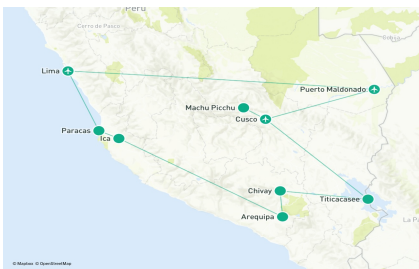 Peru
Cerro de Pasco
Lima
Cobija
Puerto Maldonado
Machu Picchu
Cusco
Paracas
Ica
Chivay
Titicacasee
Arequipa
La Pa
© Mapbox © OpenStreetMap